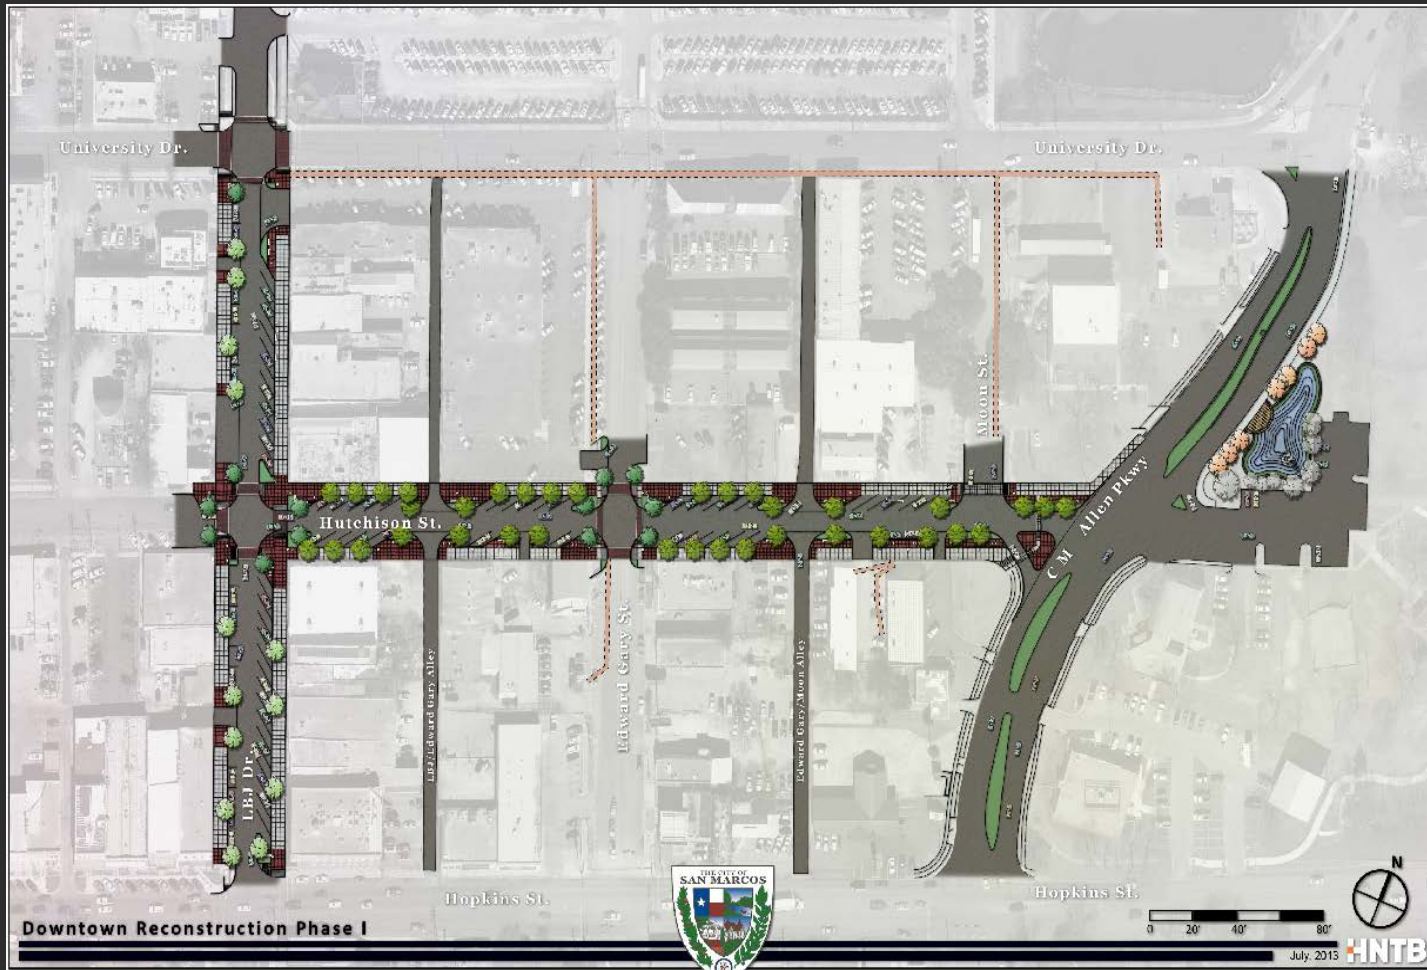 University Dr.
University Dr.
Moon St.
Hutchison St.
C M Allen Pkwy
Edward Gary St.
LBJ/Edward Gary Alley
Edward Gary/Moon Alley
LBJ Dr.
Hopkins St.
Hopkins St.
THE CITY OF
SAN MARCOS
N
Downtown Reconstruction Phase I
0 20' 40' 80'
July, 2013
HNTB